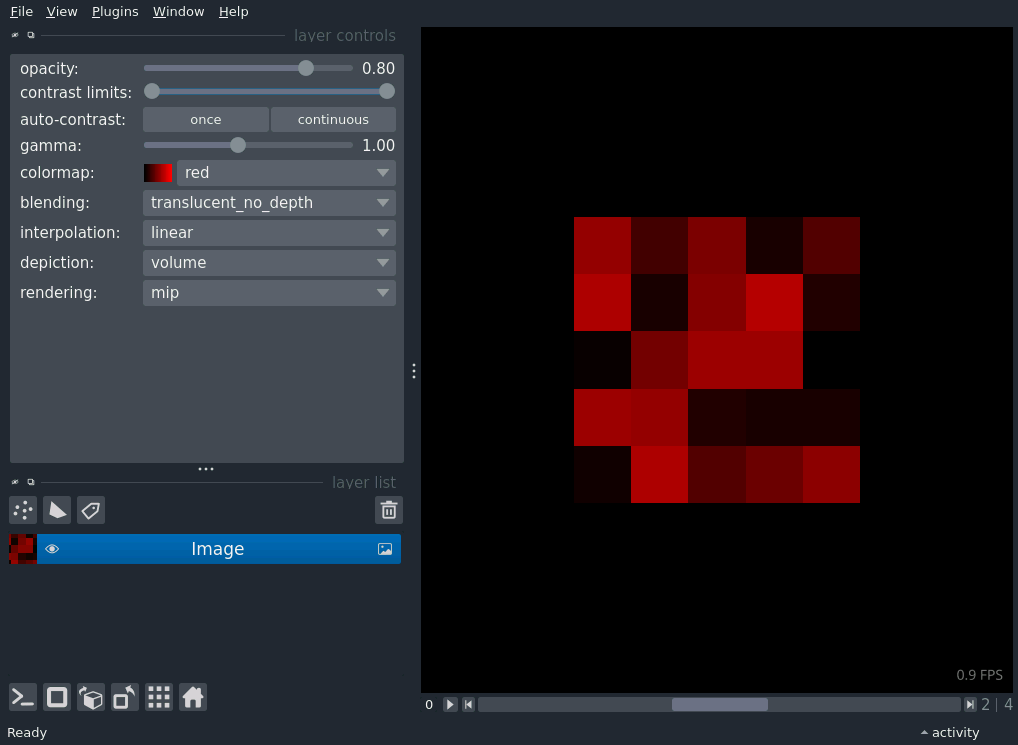 File View Plugins Window Help
layer controls
opacity: 0.80
contrast limits:
auto-contrast: once continuous
gamma: 1.00
colormap: red
blending: translucent_no_depth
interpolation: linear
depiction: volume
rendering: mip
layer list
Image
0.9 FPS
0 2 | 4
Ready activity